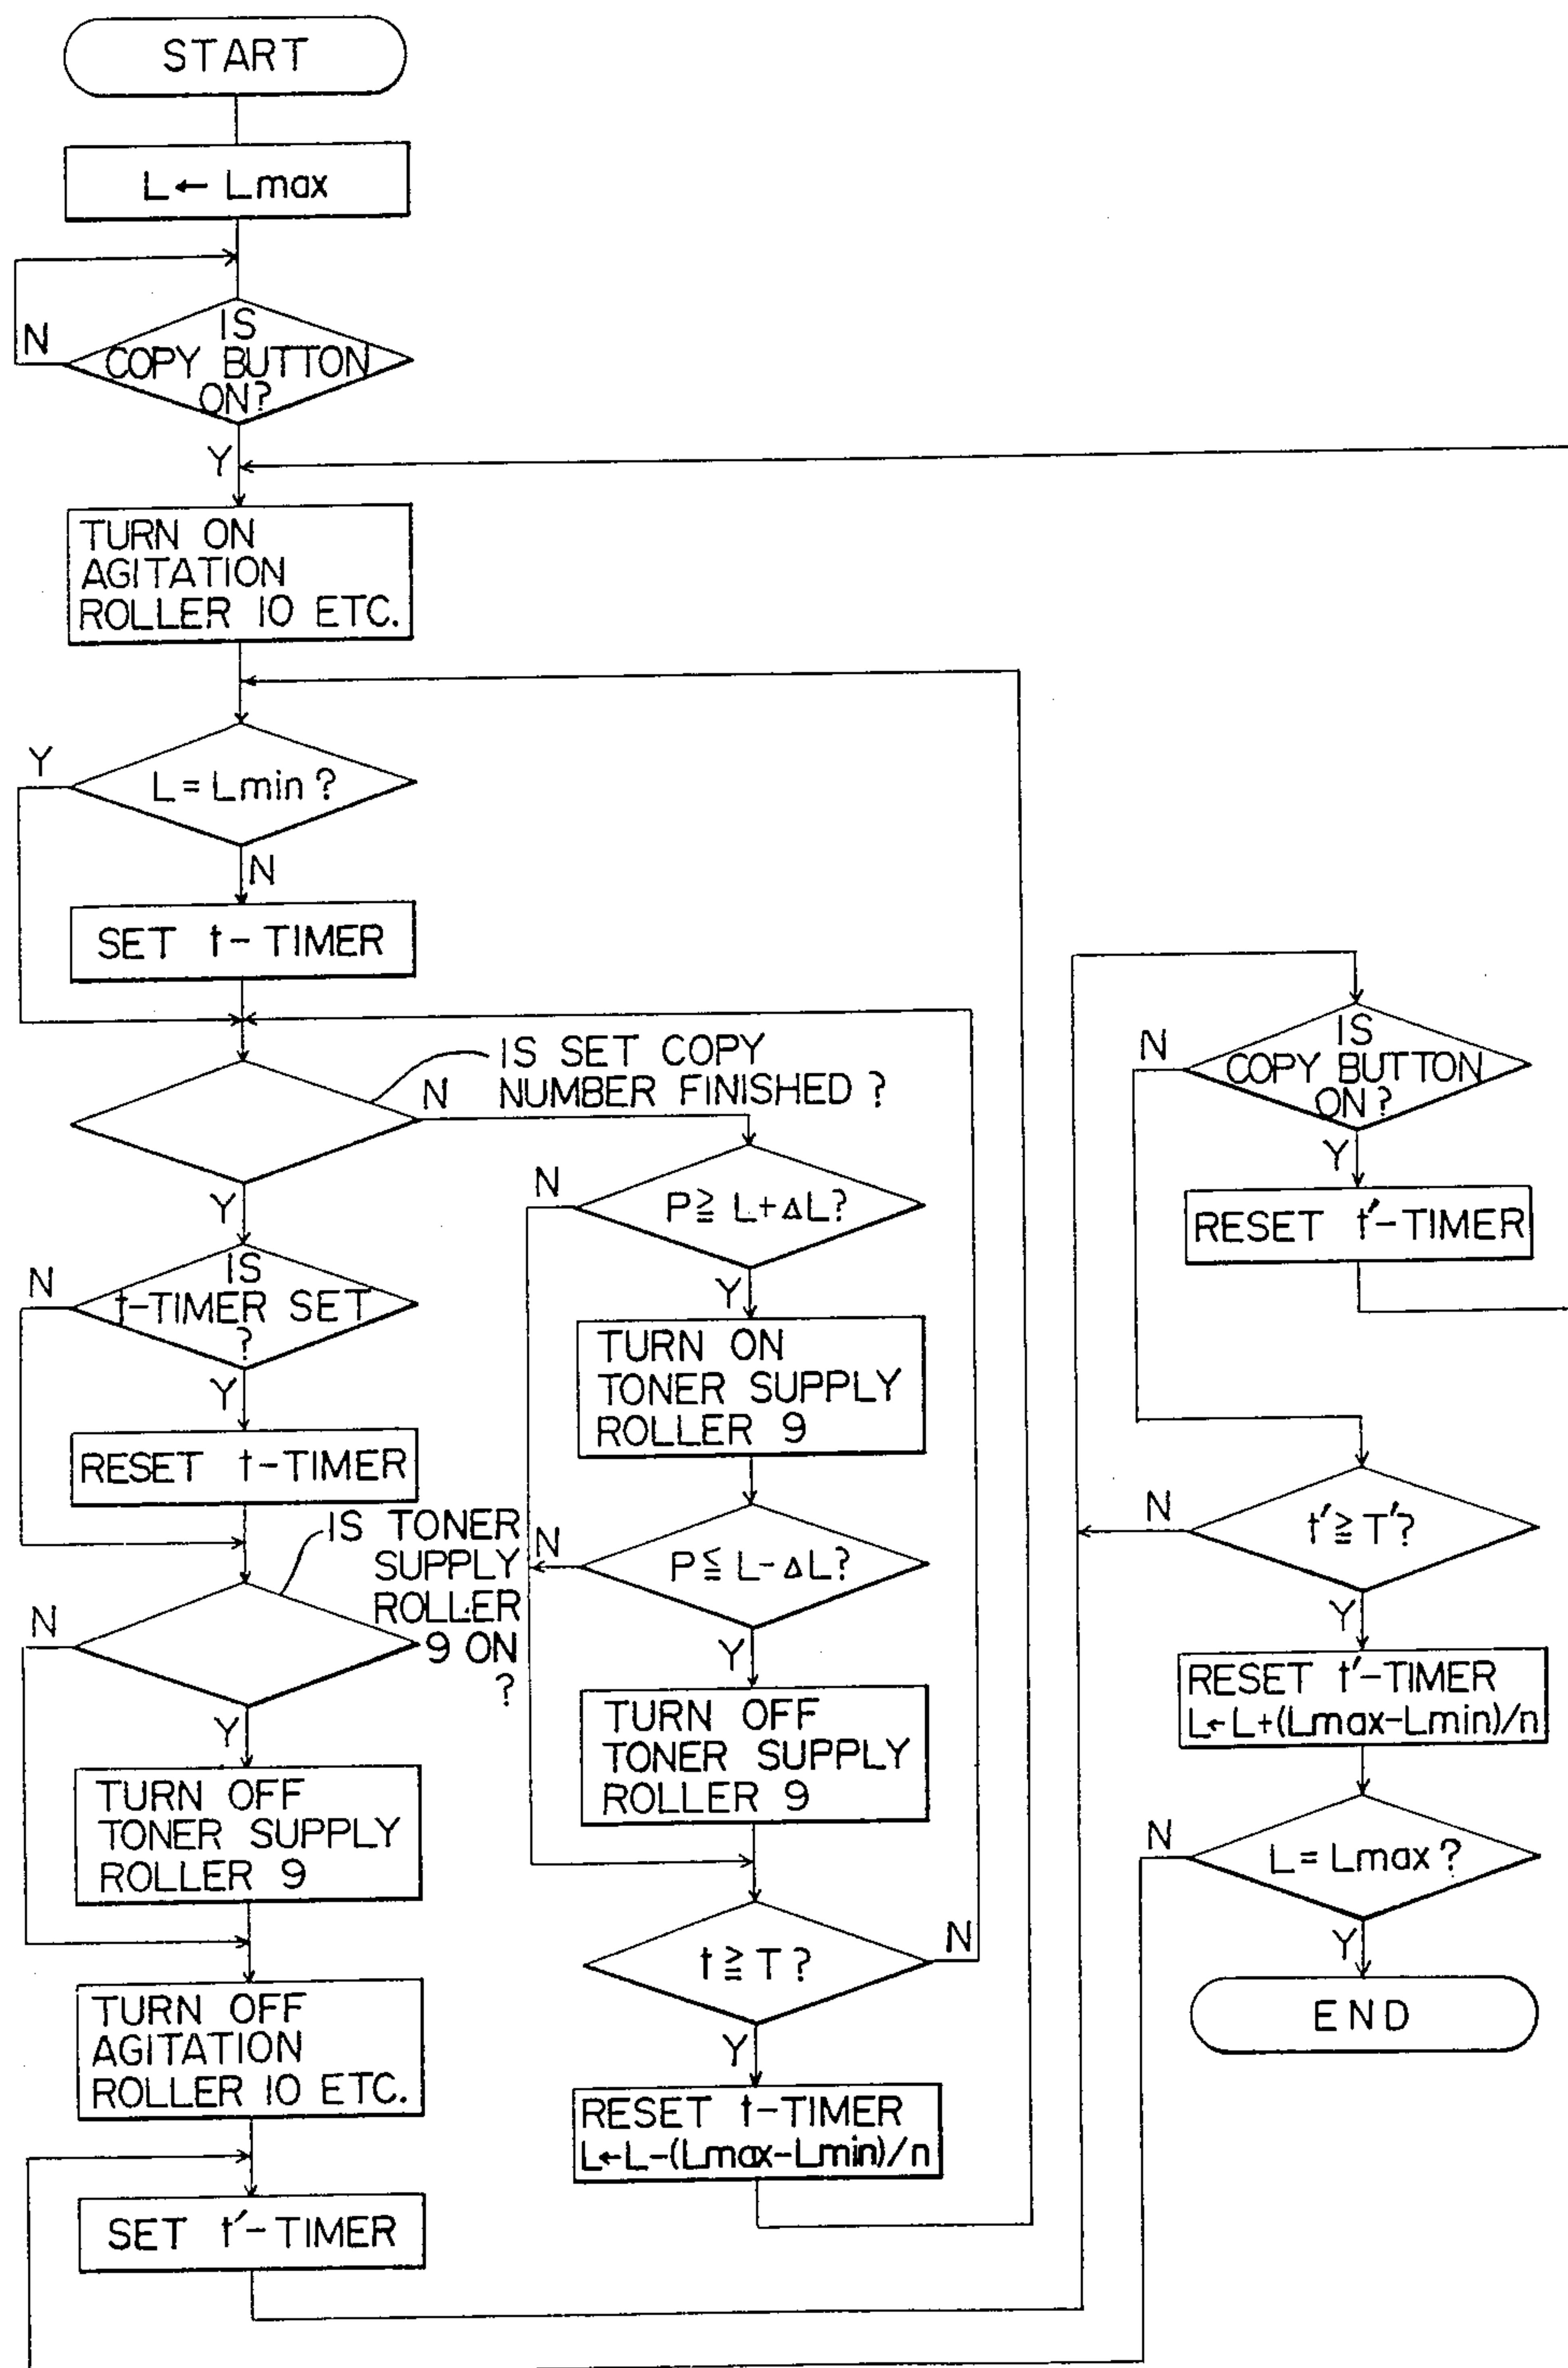 START
L ← Lmax
IS
COPY BUTTON
ON?
N
Y
TURN ON
AGITATION
ROLLER 10 ETC.
L = Lmin ?
Y
N
SET t-TIMER
IS SET COPY
NUMBER FINISHED ?
N
Y
IS
t-TIMER SET
?
N
Y
RESET t-TIMER
IS TONER
SUPPLY
ROLLER
9 ON
?
N
Y
TURN OFF
TONER SUPPLY
ROLLER 9
TURN OFF
AGITATION
ROLLER 10 ETC.
SET t′-TIMER
P ≧ L+ΔL?
N
Y
TURN ON
TONER SUPPLY
ROLLER 9
P ≦ L-ΔL?
N
Y
TURN OFF
TONER SUPPLY
ROLLER 9
t ≧ T ?
N
Y
RESET t-TIMER
L←L-(Lmax-Lmin)/n
IS
COPY BUTTON
ON?
N
Y
RESET t′-TIMER
t′ ≧ T′?
N
Y
RESET t′-TIMER
L←L+(Lmax-Lmin)/n
L = Lmax ?
N
Y
END